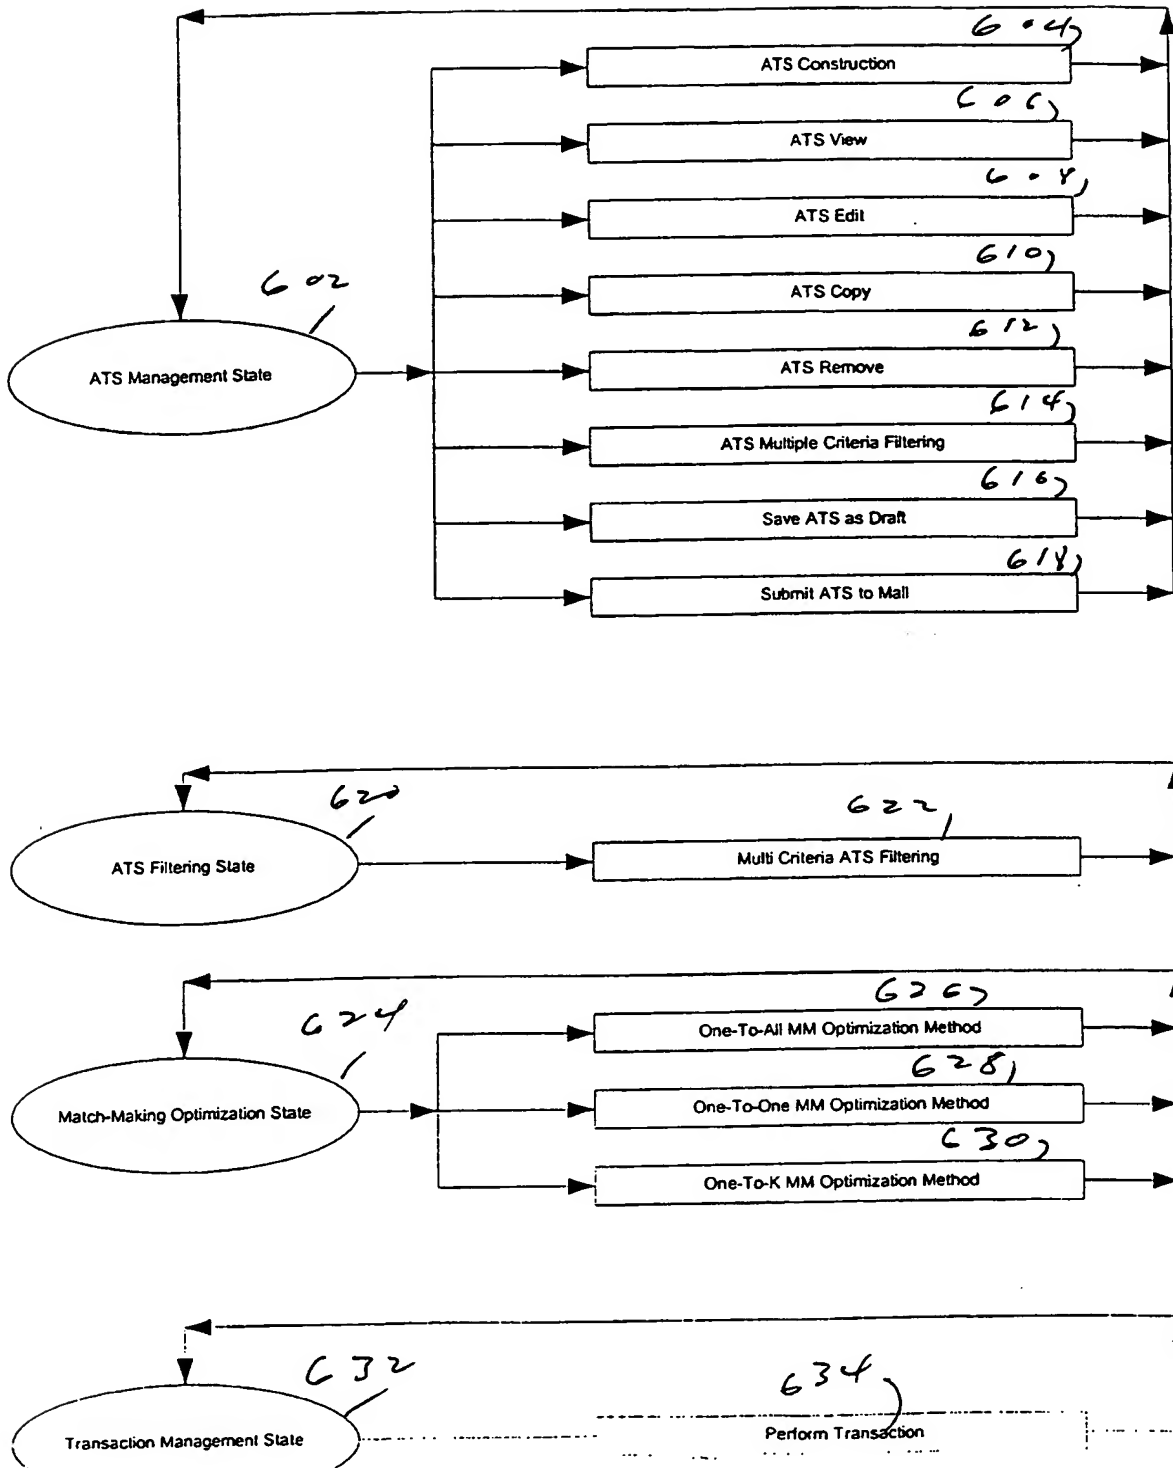 604
ATS Construction
606
ATS View
608
ATS Edit
610
ATS Copy
602
612
ATS Management State
ATS Remove
614
ATS Multiple Criteria Filtering
616
Save ATS as Draft
618
Submit ATS to Mall
620
622
ATS Filtering State
Multi Criteria ATS Filtering
626
624
One-To-All MM Optimization Method
628
Match-Making Optimization State
One-To-One MM Optimization Method
630
One-To-K MM Optimization Method
632
634
Transaction Management State
Perform Transaction